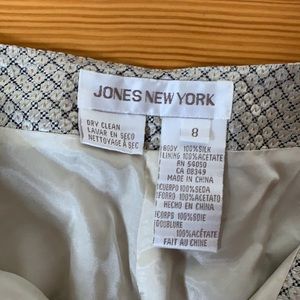 JONES NEW YORK
DRY CLEAN
LAVAR EN SECO
NETTOYAGE A SEC
8
BODY 100%SILK
LINING 100%ACETATE
RN 54050
CA 08349
MADE IN CHINA
CUERPO 100%SEDA
FORRO 100%ACETATO
HECHO EN CHINA
CORPS 100%SOIE
DOUBLURE
100%ACÉTATE
FAIT AU CHINE